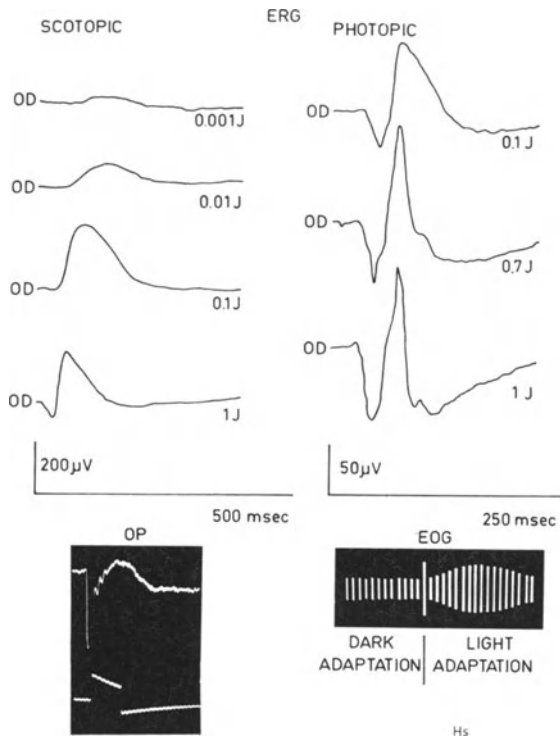 ERG
SCOTOPIC
PHOTOPIC
OD
0.001J
OD
0.01J
OD
0.1J
OD
1J
OD
0.1J
OD
0.7J
OD
1J
200µV
500 msec
50µV
250 msec
OP
EOG
DARK ADAPTATION
LIGHT ADAPTATION
Hs